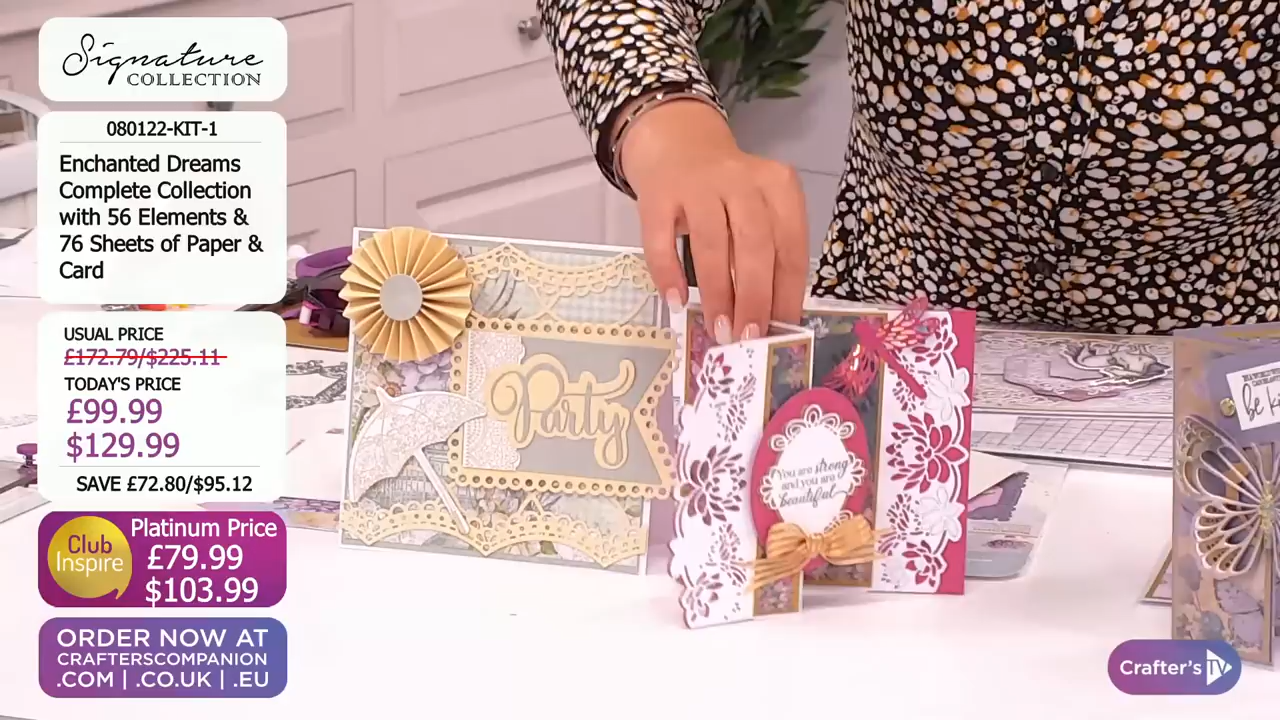 Signature
COLLECTION
080122-KIT-1
Enchanted Dreams
Complete Collection
with 56 Elements &
76 Sheets of Paper &
Card
USUAL PRICE
£172.79/$225.11
TODAY'S PRICE
£99.99
$129.99
SAVE £72.80/$95.12
Club
Inspire
Platinum Price
£79.99
$103.99
ORDER NOW AT
CRAFTERSCOMPANION
.COM | .CO.UK | .EU
Party
You are strong
and you are
beautiful
be
Crafter's TV